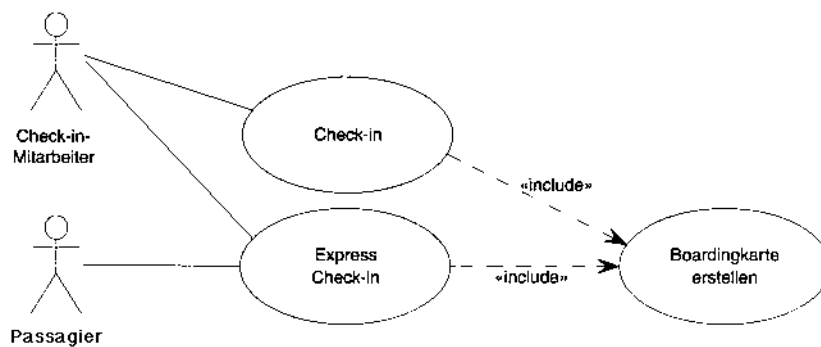 Check-in-
Mitarbeiter
Check-in
«include»
Express
Check-In
«include»
Boardingkarte
erstellen
Passagier